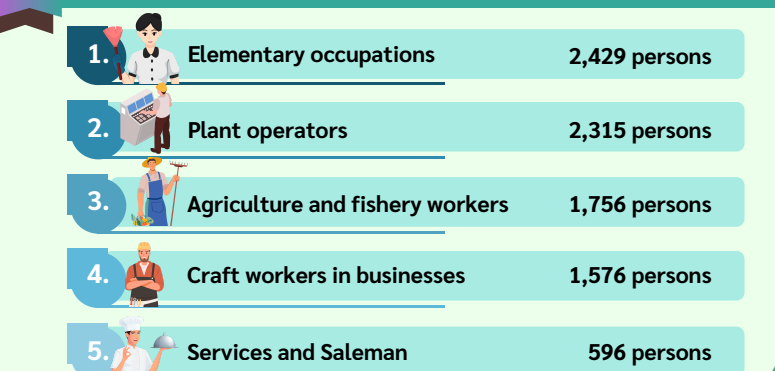 1. Elementary occupations 2,429 persons
2. Plant operators 2,315 persons
3. Agriculture and fishery workers 1,756 persons
4. Craft workers in businesses 1,576 persons
5. Services and Saleman 596 persons